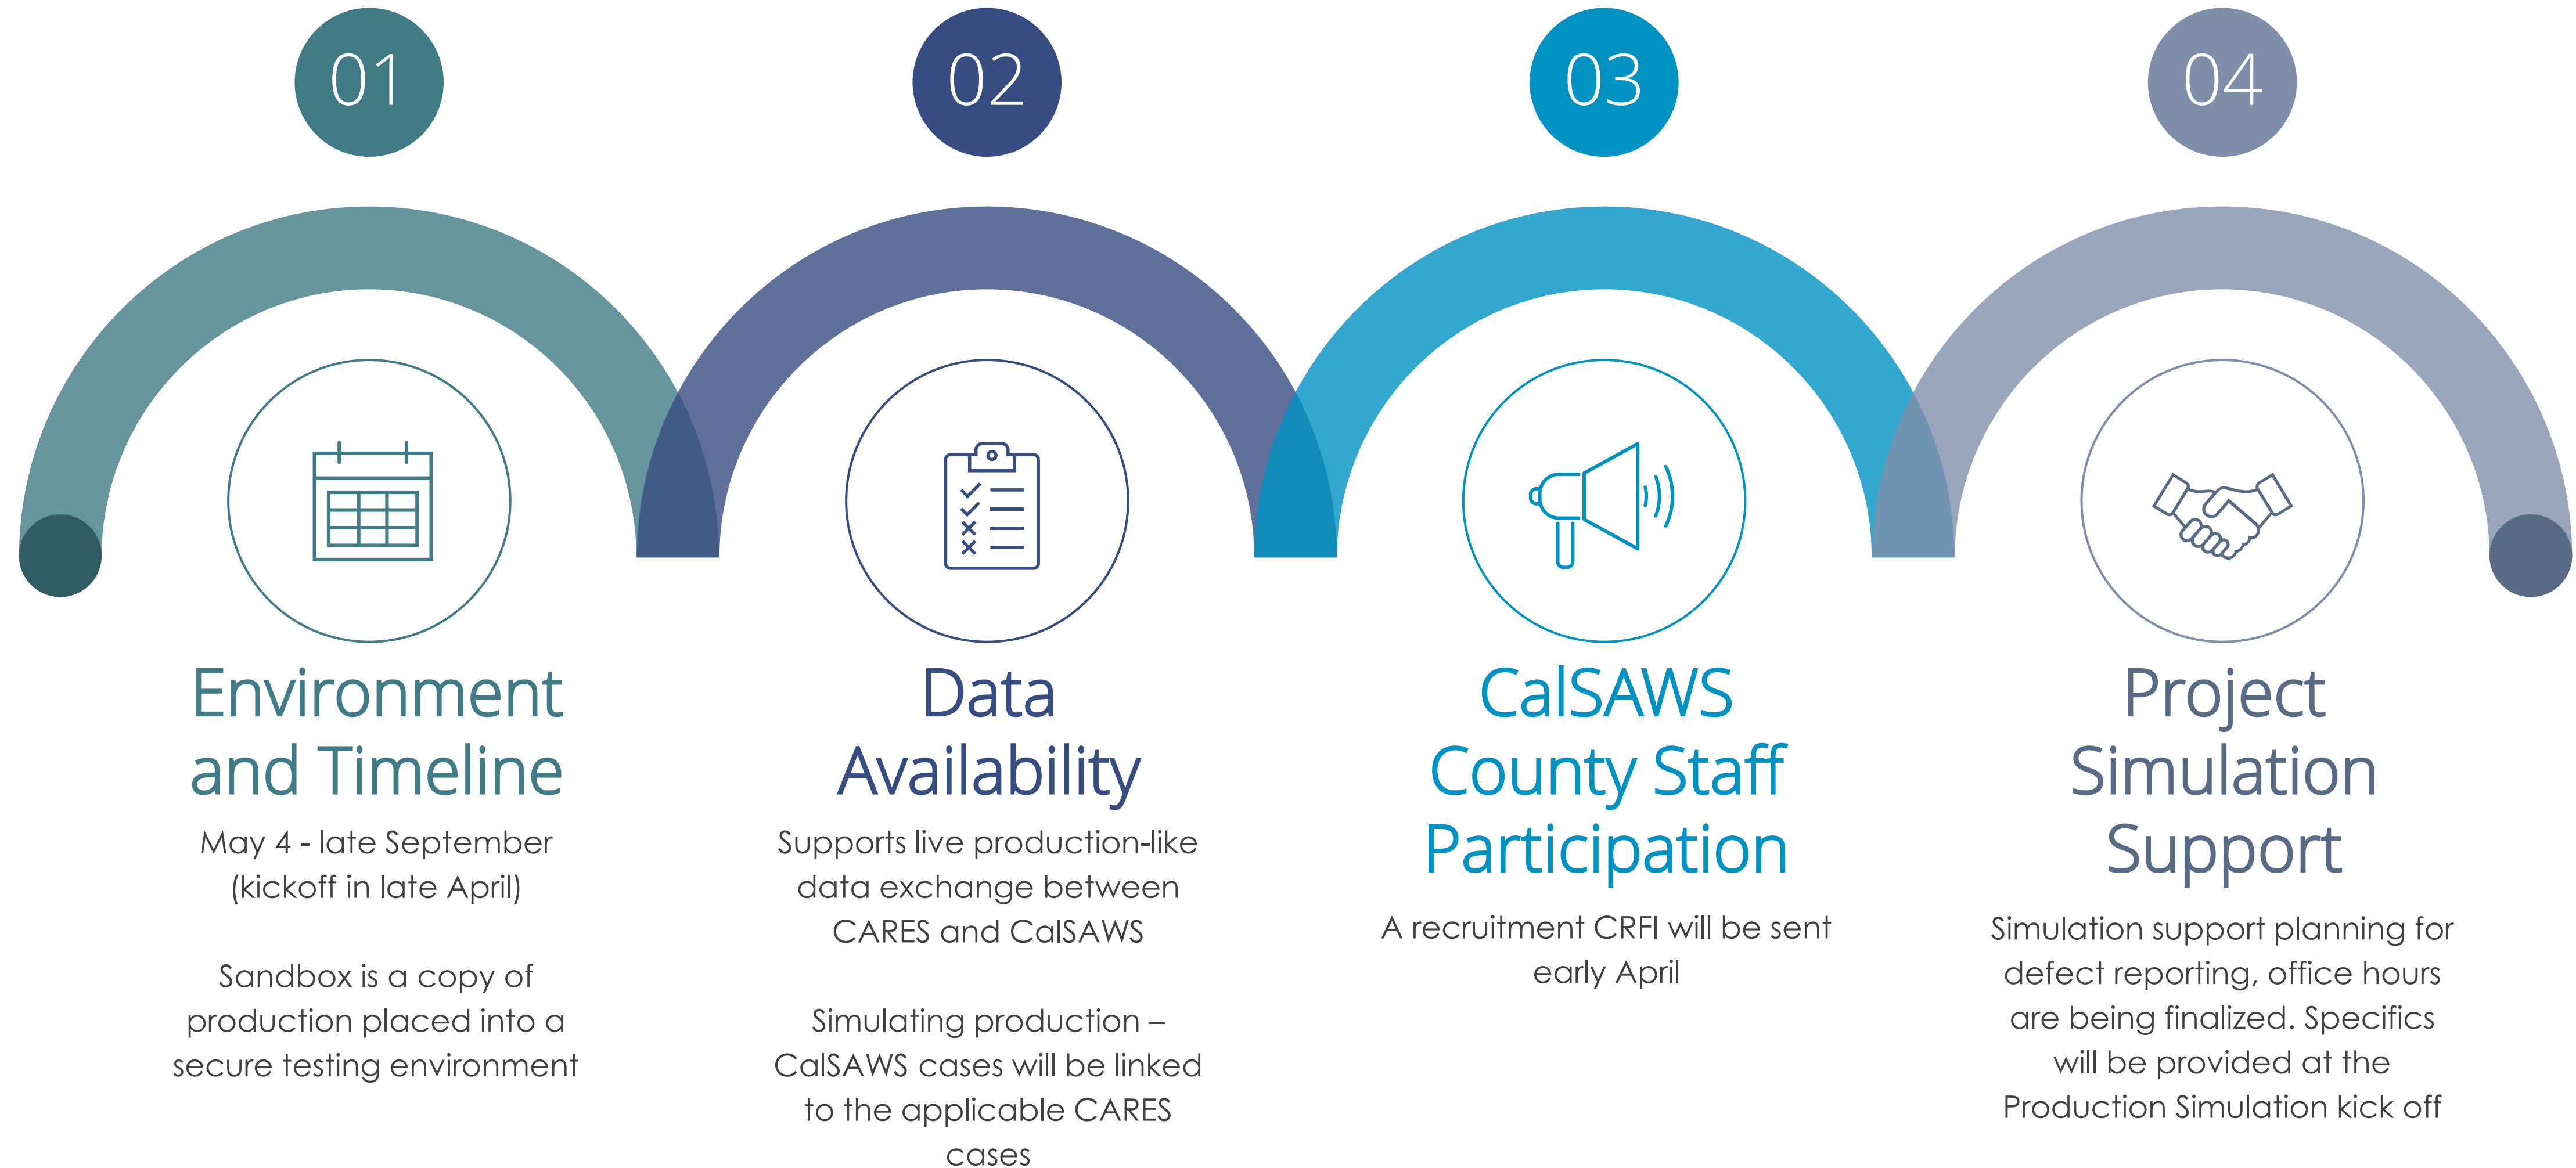 01
Environment
and Timeline
May 4 - late September
(kickoff in late April)
Sandbox is a copy of
production placed into a
secure testing environment
02
Data
Availability
Supports live production-like
data exchange between
CARES and CalSAWS
Simulating production –
CalSAWS cases will be linked
to the applicable CARES
cases
03
CalSAWS
County Staff
Participation
A recruitment CRFI will be sent
early April
04
Project
Simulation
Support
Simulation support planning for
defect reporting, office hours
are being finalized. Specifics
will be provided at the
Production Simulation kick off